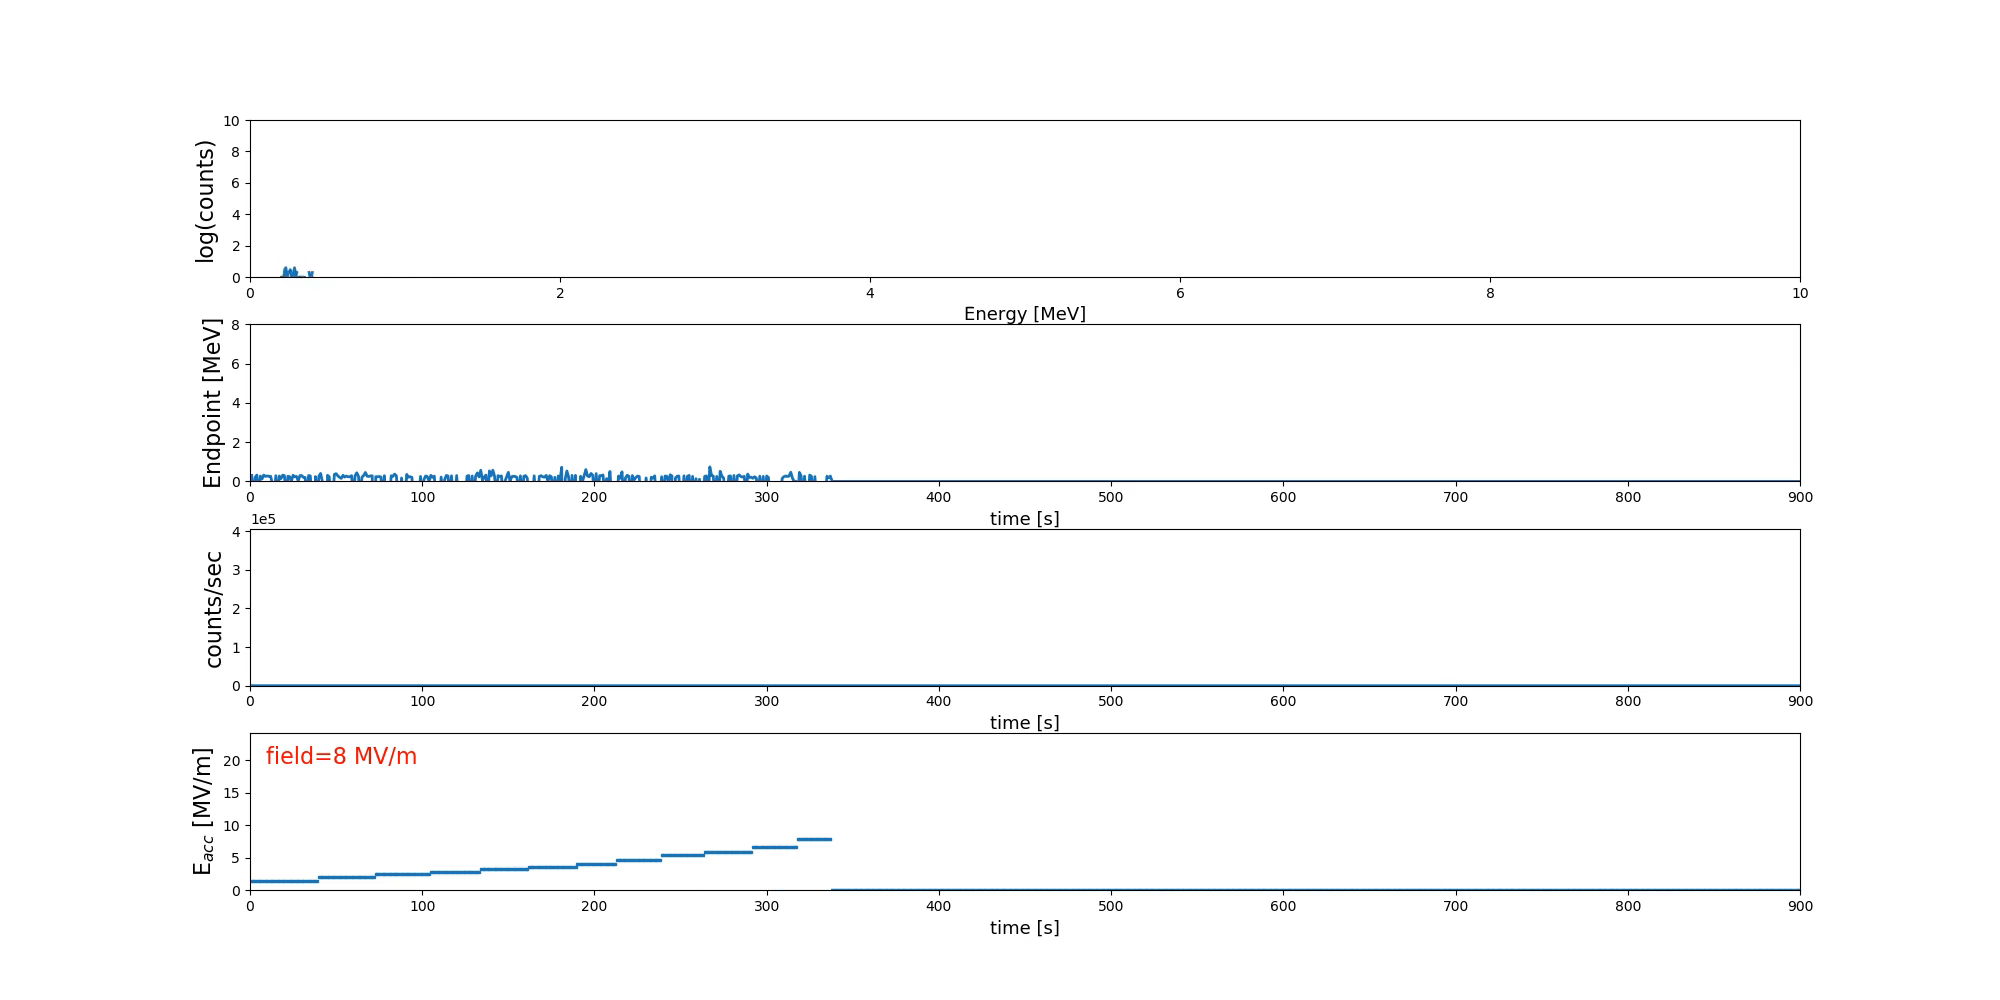 log(counts)
10
8
6
4
2
0
0 2 4 6 8 10
Energy [MeV]
Endpoint [MeV]
8
6
4
2
0
0 100 200 300 400 500 600 700 800 900
time [s]
1e5
counts/sec
4
3
2
1
0
0 100 200 300 400 500 600 700 800 900
time [s]
field=8 MV/m
Eacc [MV/m]
20
15
10
5
0
0 100 200 300 400 500 600 700 800 900
time [s]